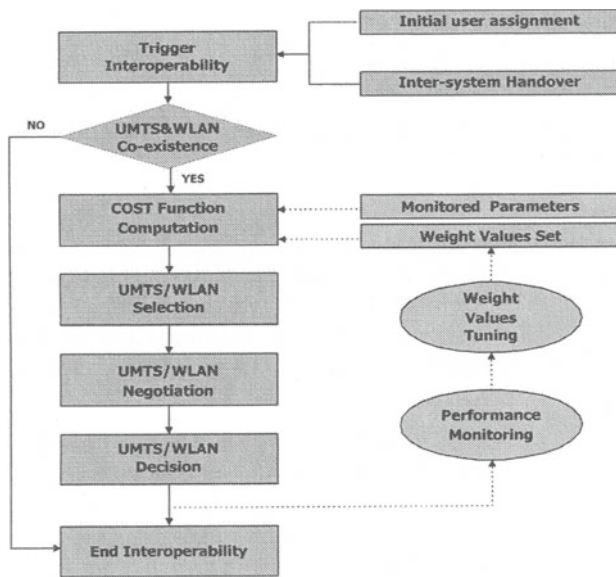 Initial user assignment
Trigger
Interoperability
Inter-system Handover
NO
UMTS&WLAN
Co-existence
YES
COST Function
Computation
Monitored Parameters
Weight Values Set
UMTS/WLAN
Selection
Weight
Values
Tuning
UMTS/WLAN
Negotiation
Performance
Monitoring
UMTS/WLAN
Decision
End Interoperability